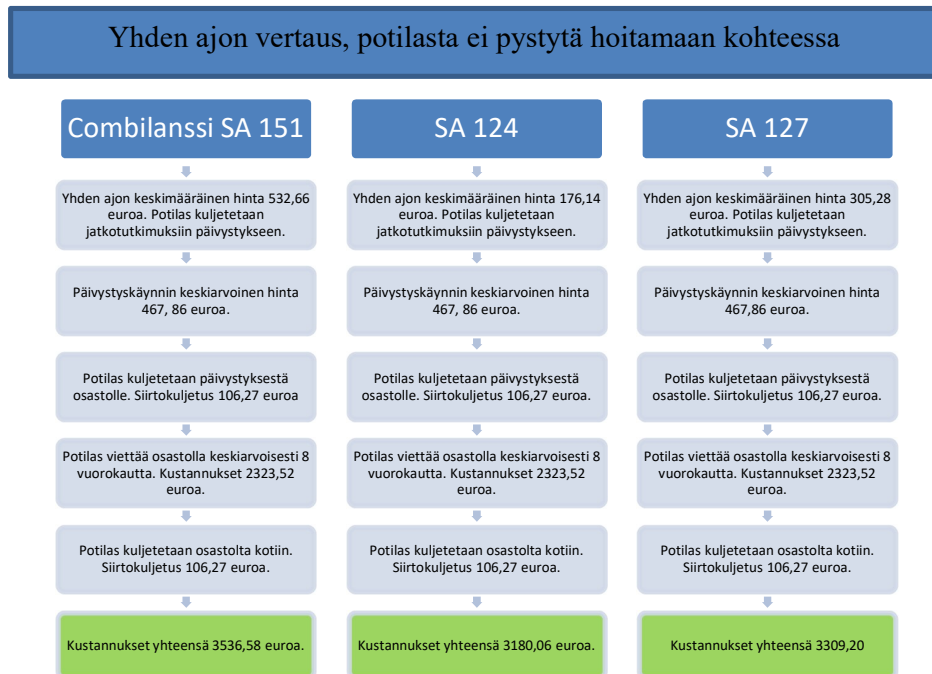 Yhden ajon vertaus, potilasta ei pystytä hoitamaan kohteessa
Combilanssi SA 151
Yhden ajon keskimääräinen hinta 532,66
euroa. Potilas kuljetetaan
jatkotutkimuksiin päivystykseen.
Päivystyskäynnin keskiarvoinen hinta
467, 86 euroa.
Potilas kuljetetaan päivystyksestä
osastolle. Siirtokuljetus 106,27 euroa
Potilas viettää osastolla keskiarvoisesti 8
vuorokautta. Kustannukset 2323,52
euroa.
Potilas kuljetetaan osastolta kotiin.
Siirtokuljetus 106,27 euroa.
Kustannukset yhteensä 3536,58 euroa.
SA 124
Yhden ajon keskimääräinen hinta 176,14
euroa. Potilas kuljetetaan
jatkotutkimuksiin päivystykseen.
Päivystyskäynnin keskiarvoinen hinta
467, 86 euroa.
Potilas kuljetetaan päivystyksestä
osastolle. Siirtokuljetus 106,27 euroa.
Potilas viettää osastolla keskiarvoisesti 8
vuorokautta. Kustannukset 2323,52
euroa.
Potilas kuljetetaan osastolta kotiin.
Siirtokuljetus 106,27 euroa.
Kustannukset yhteensä 3180,06 euroa.
SA 127
Yhden ajon keskimääräinen hinta 305,28
euroa. Potilas kuljetetaan
jatkotutkimuksiin päivystykseen.
Päivystyskäynnin keskiarvoinen hinta
467,86 euroa.
Potilas kuljetetaan päivystyksestä
osastolle. Siirtokuljetus 106,27 euroa.
Potilas viettää osastolla keskiarvoisesti 8
vuorokautta. Kustannukset 2323,52
euroa.
Potilas kuljetetaan osastolta kotiin.
Siirtokuljetus 106,27 euroa.
Kustannukset yhteensä 3309,20